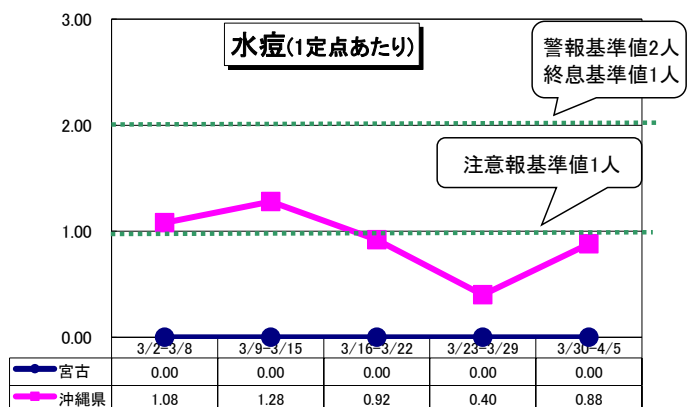 水痘(1定点あたり)
警報基準値2人
終息基準値1人
注意報基準値1人
3.00
2.00
1.00
0.00
3/2-3/8 3/9-3/15 3/16-3/22 3/23-3/29 3/30-4/5
宮古 0.00 0.00 0.00 0.00 0.00
沖縄県 1.08 1.28 0.92 0.40 0.88